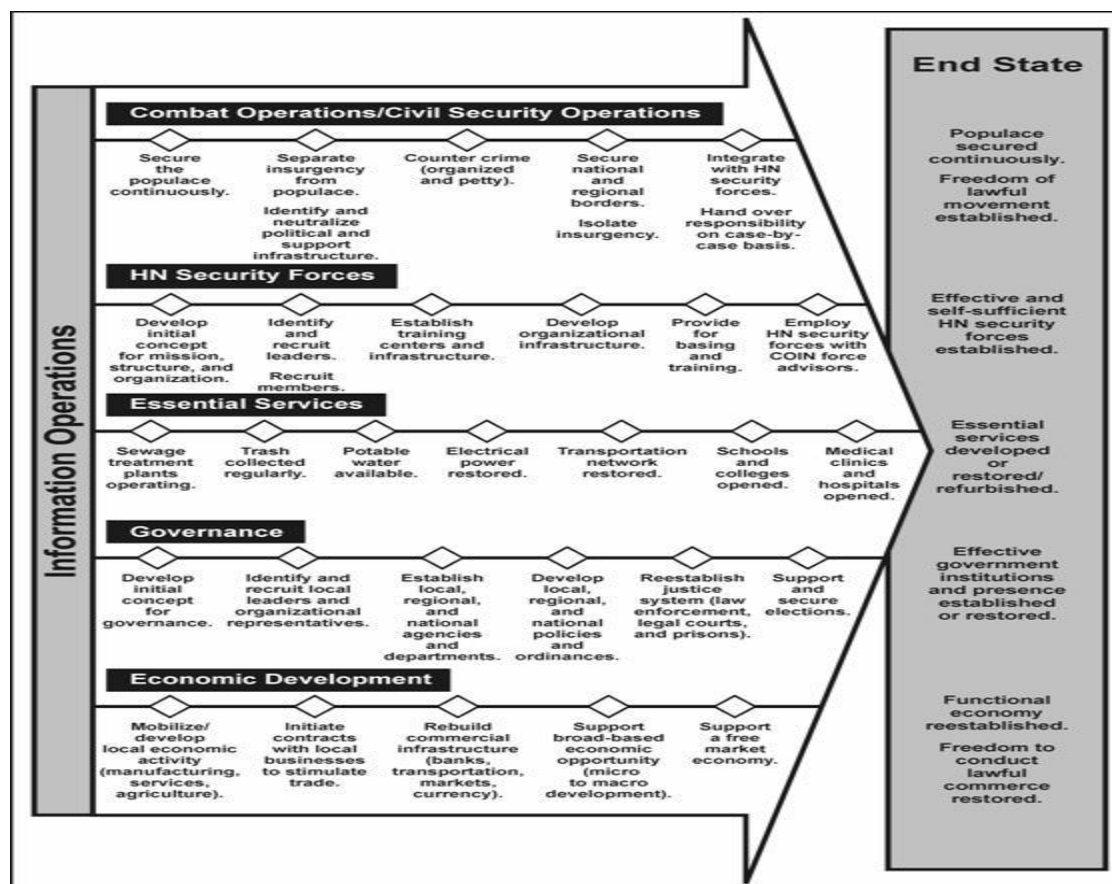 Information Operations
Combat Operations/Civil Security Operations
Secure
the
populace
continuously.
Separate
insurgency
from
populace.
Identify and
neutralize
political and
support
infrastructure.
Counter crime
(organized
and petty).
Secure
national
and
regional
borders.
Isolate
insurgency.
Integrate
with HN
security
forces.
Hand over
responsibility
on case-by-
case basis.
HN Security Forces
Develop
initial
concept
for mission,
structure, and
organization.
Identify
and
recruit
leaders.
Recruit
members.
Establish
training
centers and
infrastructure.
Develop
organizational
infrastructure.
Provide
for
basing
and
training.
Employ
HN security
forces with
COIN force
advisors.
Essential Services
Sewage
treatment
plants
operating.
Trash
collected
regularly.
Potable
water
available.
Electrical
power
restored.
Transportation
network
restored.
Schools
and
colleges
opened.
Medical
clinics
and
hospitals
opened.
Governance
Develop
initial
concept
for
governance.
Identify and
recruit local
leaders and
organizational
representatives.
Establish
local,
regional,
and
national
agencies
and
departments.
Develop
local,
regional,
and national
policies
and
ordinances.
Reestablish
justice
system (law
enforcement,
legal courts,
and prisons).
Support
and
secure
elections.
Economic Development
Mobilize/
develop
local economic
activity
(manufacturing,
services,
agriculture).
Initiate
contracts
with local
businesses
to stimulate
trade.
Rebuild
commercial
infrastructure
(banks,
transportation,
markets,
currency).
Support
broad-based
economic
opportunity
(micro
to macro
development).
Support
a free
market
economy.
End State
Populace
secured
continuously.
Freedom of
lawful
movement
established.
Effective and
self-sufficient
HN security
forces
established.
Essential
services
developed
or
restored/
refurbished.
Effective
government
institutions
and presence
established
or restored.
Functional
economy
reestablished.
Freedom to
conduct
lawful
commerce
restored.